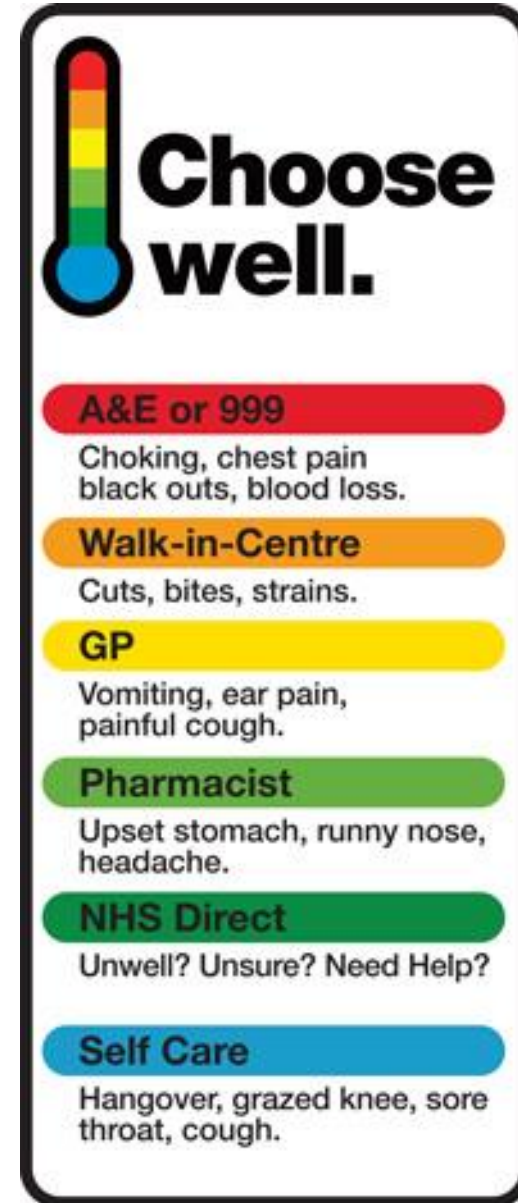 Choose
well.
A&E or 999
Choking, chest pain
black outs, blood loss.
Walk-in-Centre
Cuts, bites, strains.
GP
Vomiting, ear pain,
painful cough.
Pharmacist
Upset stomach, runny nose,
headache.
NHS Direct
Unwell? Unsure? Need Help?
Self Care
Hangover, grazed knee, sore
throat, cough.